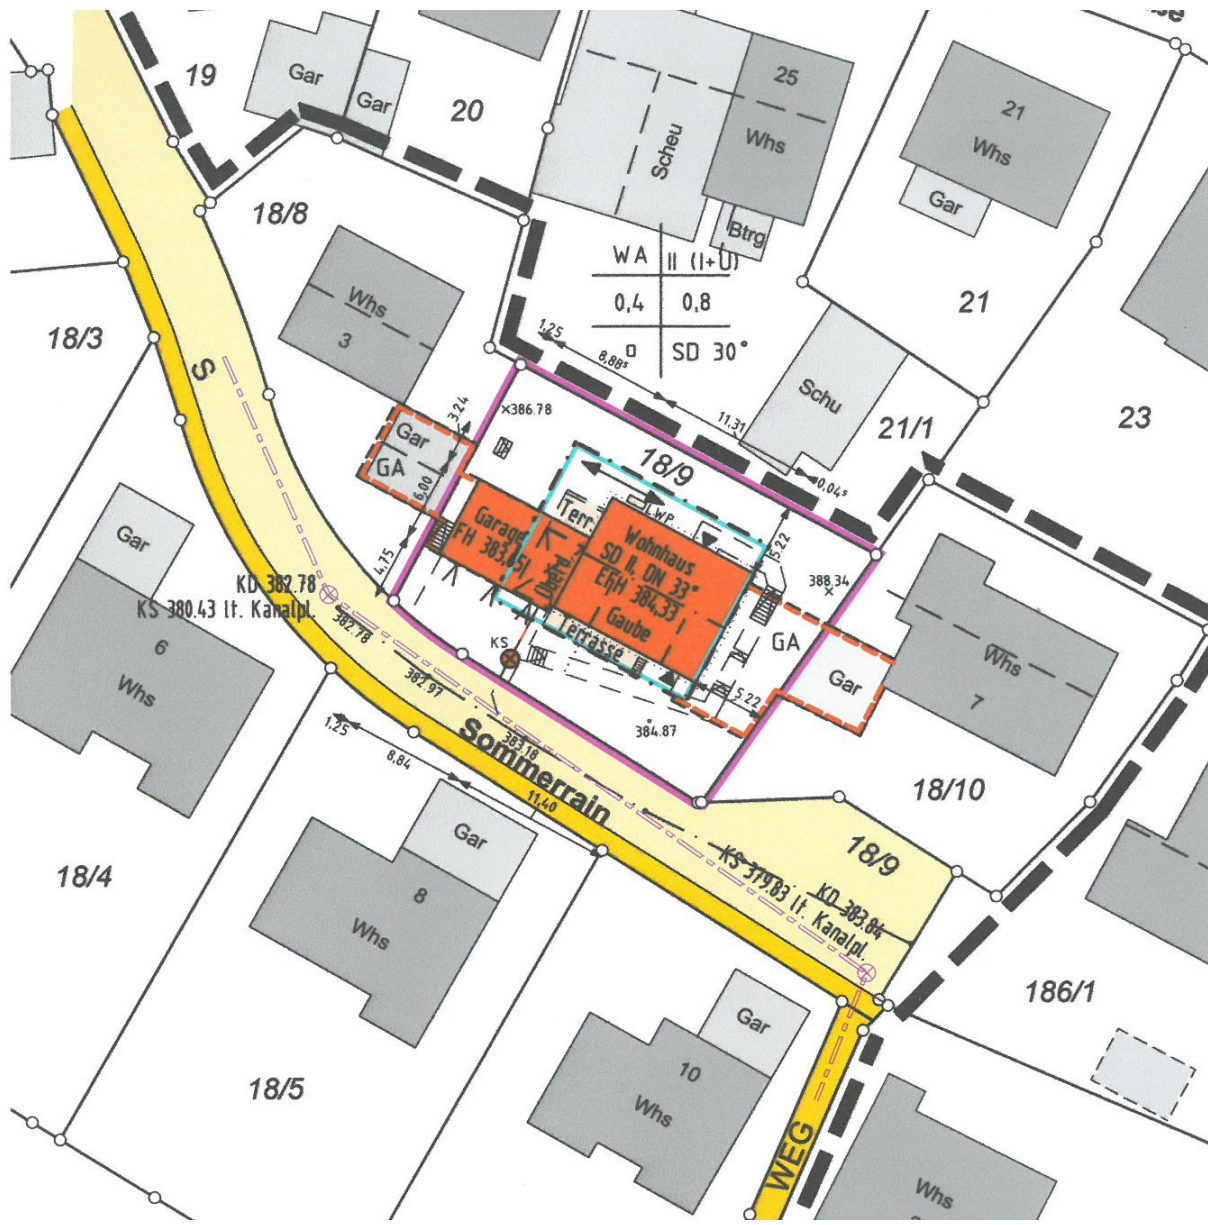 19
Gar
Gar
20
Scheu
25
Whs
Btrg
21
Whs
Gar
18/8
WA II (I+U)
0,4 0,8
o SD 30°
21
18/3
Whs
3
S
1,25
8,88⁵
11,31
0,04⁵
Schu
21/1
23
386.78
3,24
Gar
GA
6,00
4,75
18/9
Terr.
LWP
Garage
Wohnhaus
SD II, DN 33°
EFH 384,33
Gaube
Terrasse
5.22
388.34
GA
KS
5.22
384.87
Gar
Whs
7
18/10
Gar
KD 382.78
KS 380.43 lt. Kanalpl.
382.78
382.97
383.18
6
Whs
Sommerrain
1.25
8,84
11,40
Gar
8
Whs
18/4
18/9
KS 379.83 lt. Kanalpl.
KD 383.84
186/1
Gar
10
Whs
18/5
WEG
Whs